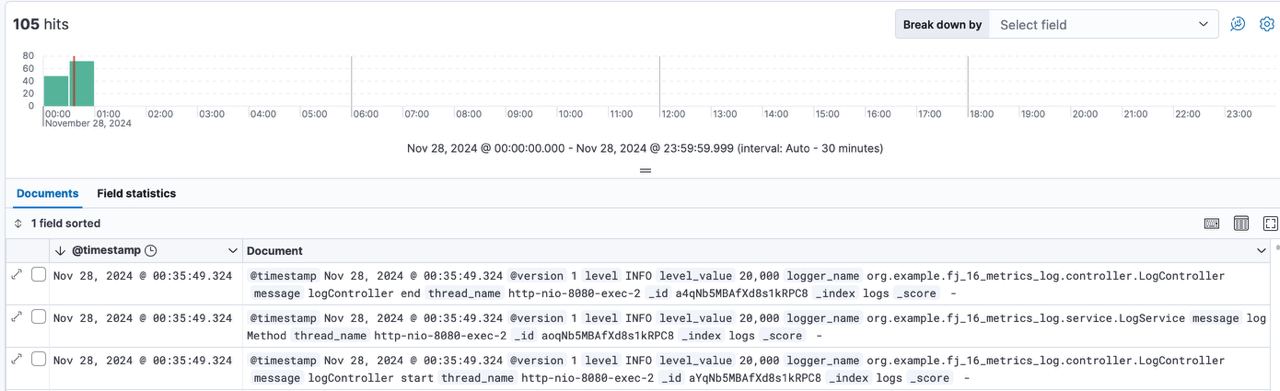 105 hits
Break down by Select field
80
60
40
20
0
00:00 01:00 02:00 03:00 04:00 05:00 06:00 07:00 08:00 09:00 10:00 11:00 12:00 13:00 14:00 15:00 16:00 17:00 18:00 19:00 20:00 21:00 22:00 23:00
November 28, 2024
Nov 28, 2024 @ 00:00:00.000 - Nov 28, 2024 @ 23:59:59.999 (interval: Auto - 30 minutes)
Documents Field statistics
1 field sorted
@timestamp Document
Nov 28, 2024 @ 00:35:49.324 @timestamp Nov 28, 2024 @ 00:35:49.324 @version 1 level INFO level_value 20,000 logger_name org.example.fj_16_metrics_log.controller.LogController
message logController end thread_name http-nio-8080-exec-2 _id a4qNb5MBAfXd8s1kRPC8 _index logs _score -
Nov 28, 2024 @ 00:35:49.324 @timestamp Nov 28, 2024 @ 00:35:49.324 @version 1 level INFO level_value 20,000 logger_name org.example.fj_16_metrics_log.service.LogService message log
Method thread_name http-nio-8080-exec-2 _id aoqNb5MBAfXd8s1kRPC8 _index logs _score -
Nov 28, 2024 @ 00:35:49.324 @timestamp Nov 28, 2024 @ 00:35:49.324 @version 1 level INFO level_value 20,000 logger_name org.example.fj_16_metrics_log.controller.LogController
message logController start thread_name http-nio-8080-exec-2 _id aYqNb5MBAfXd8s1kRPC8 _index logs _score -